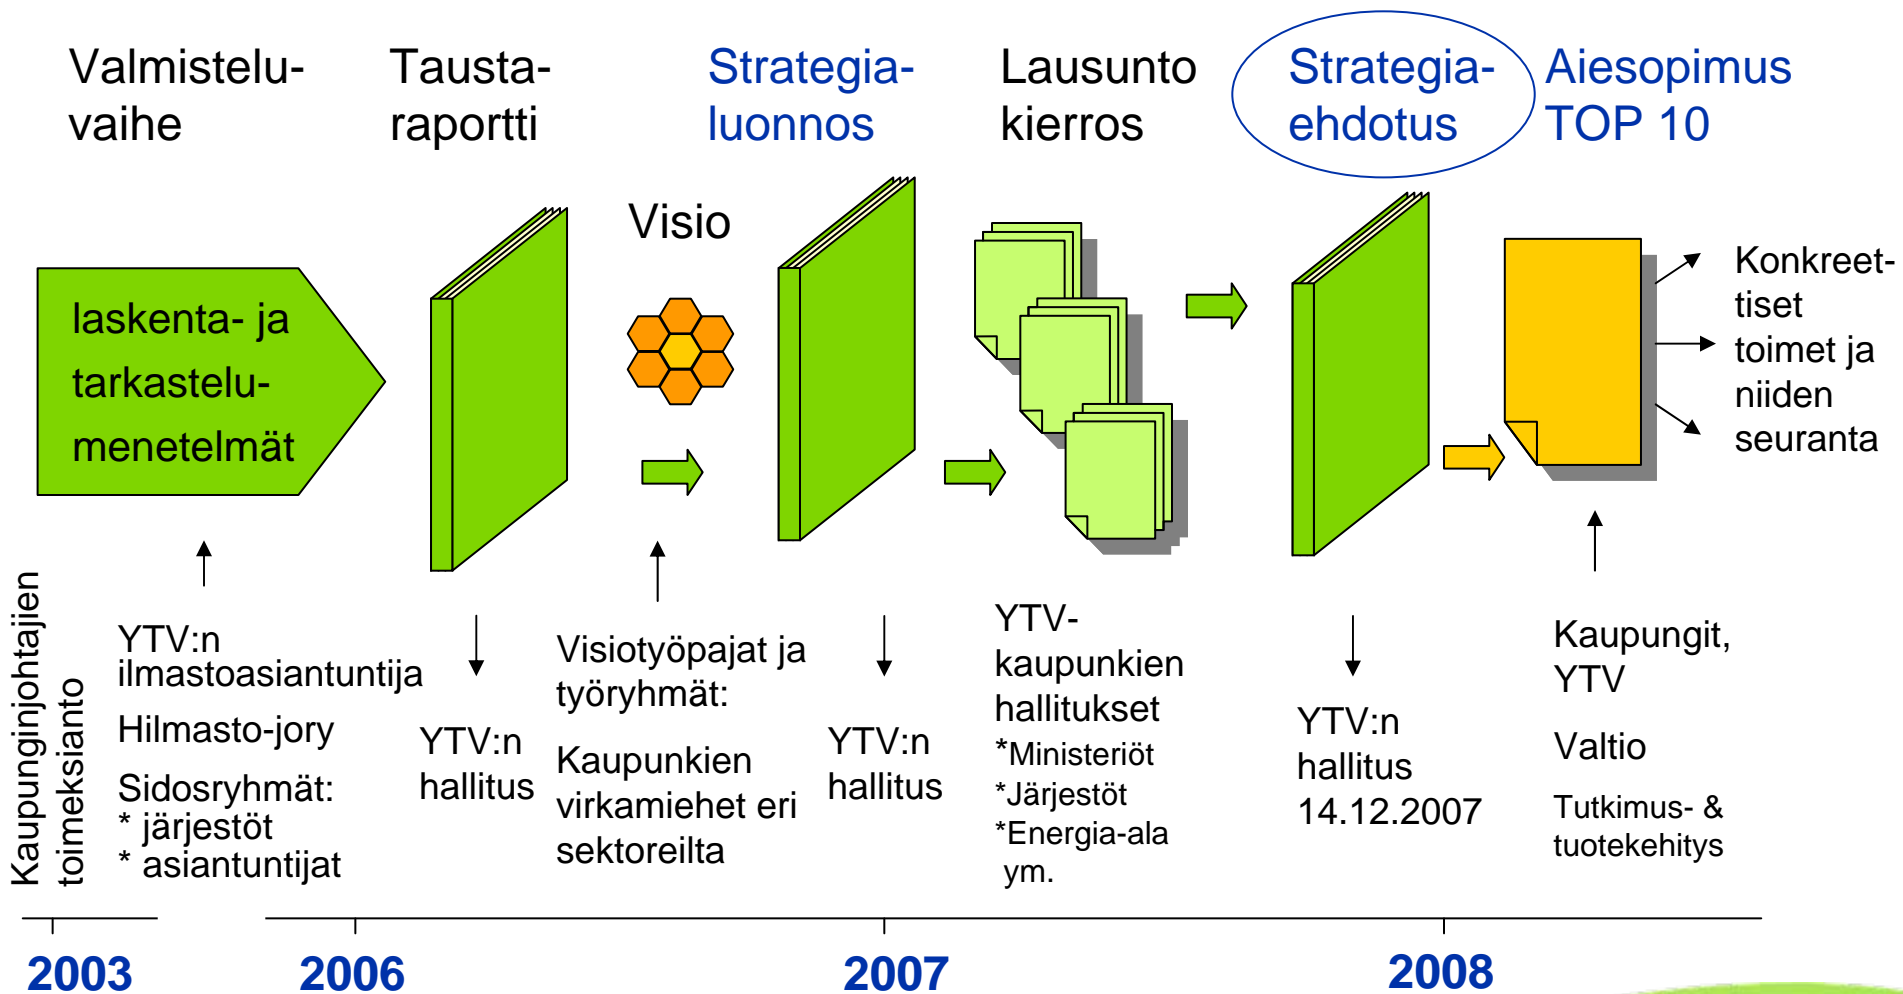 Valmistelu-
vaihe
Tausta-
raportti
Strategia-
luonnos
Lausunto
kierros
Strategia-
ehdotus
Aiesopimus
TOP 10
Visio
laskenta- ja
tarkastelu-
menetelmät
Konkreet-
tiset
toimet ja
niiden
seuranta
Kaupunginjohtajien
toimeksianto
YTV:n
ilmastoasiantuntija
Hilmasto-jory
Sidosryhmät:
* järjestöt
* asiantuntijat
YTV:n
hallitus
Visiotyöpajat ja
työryhmät:
Kaupunkien
virkamiehet eri
sektoreilta
YTV:n
hallitus
YTV-
kaupunkien
hallitukset
*Ministeriöt
*Järjestöt
*Energia-ala
ym.
YTV:n
hallitus
14.12.2007
Kaupungit,
YTV
Valtio
Tutkimus- &
tuotekehitys
2003
2006
2007
2008